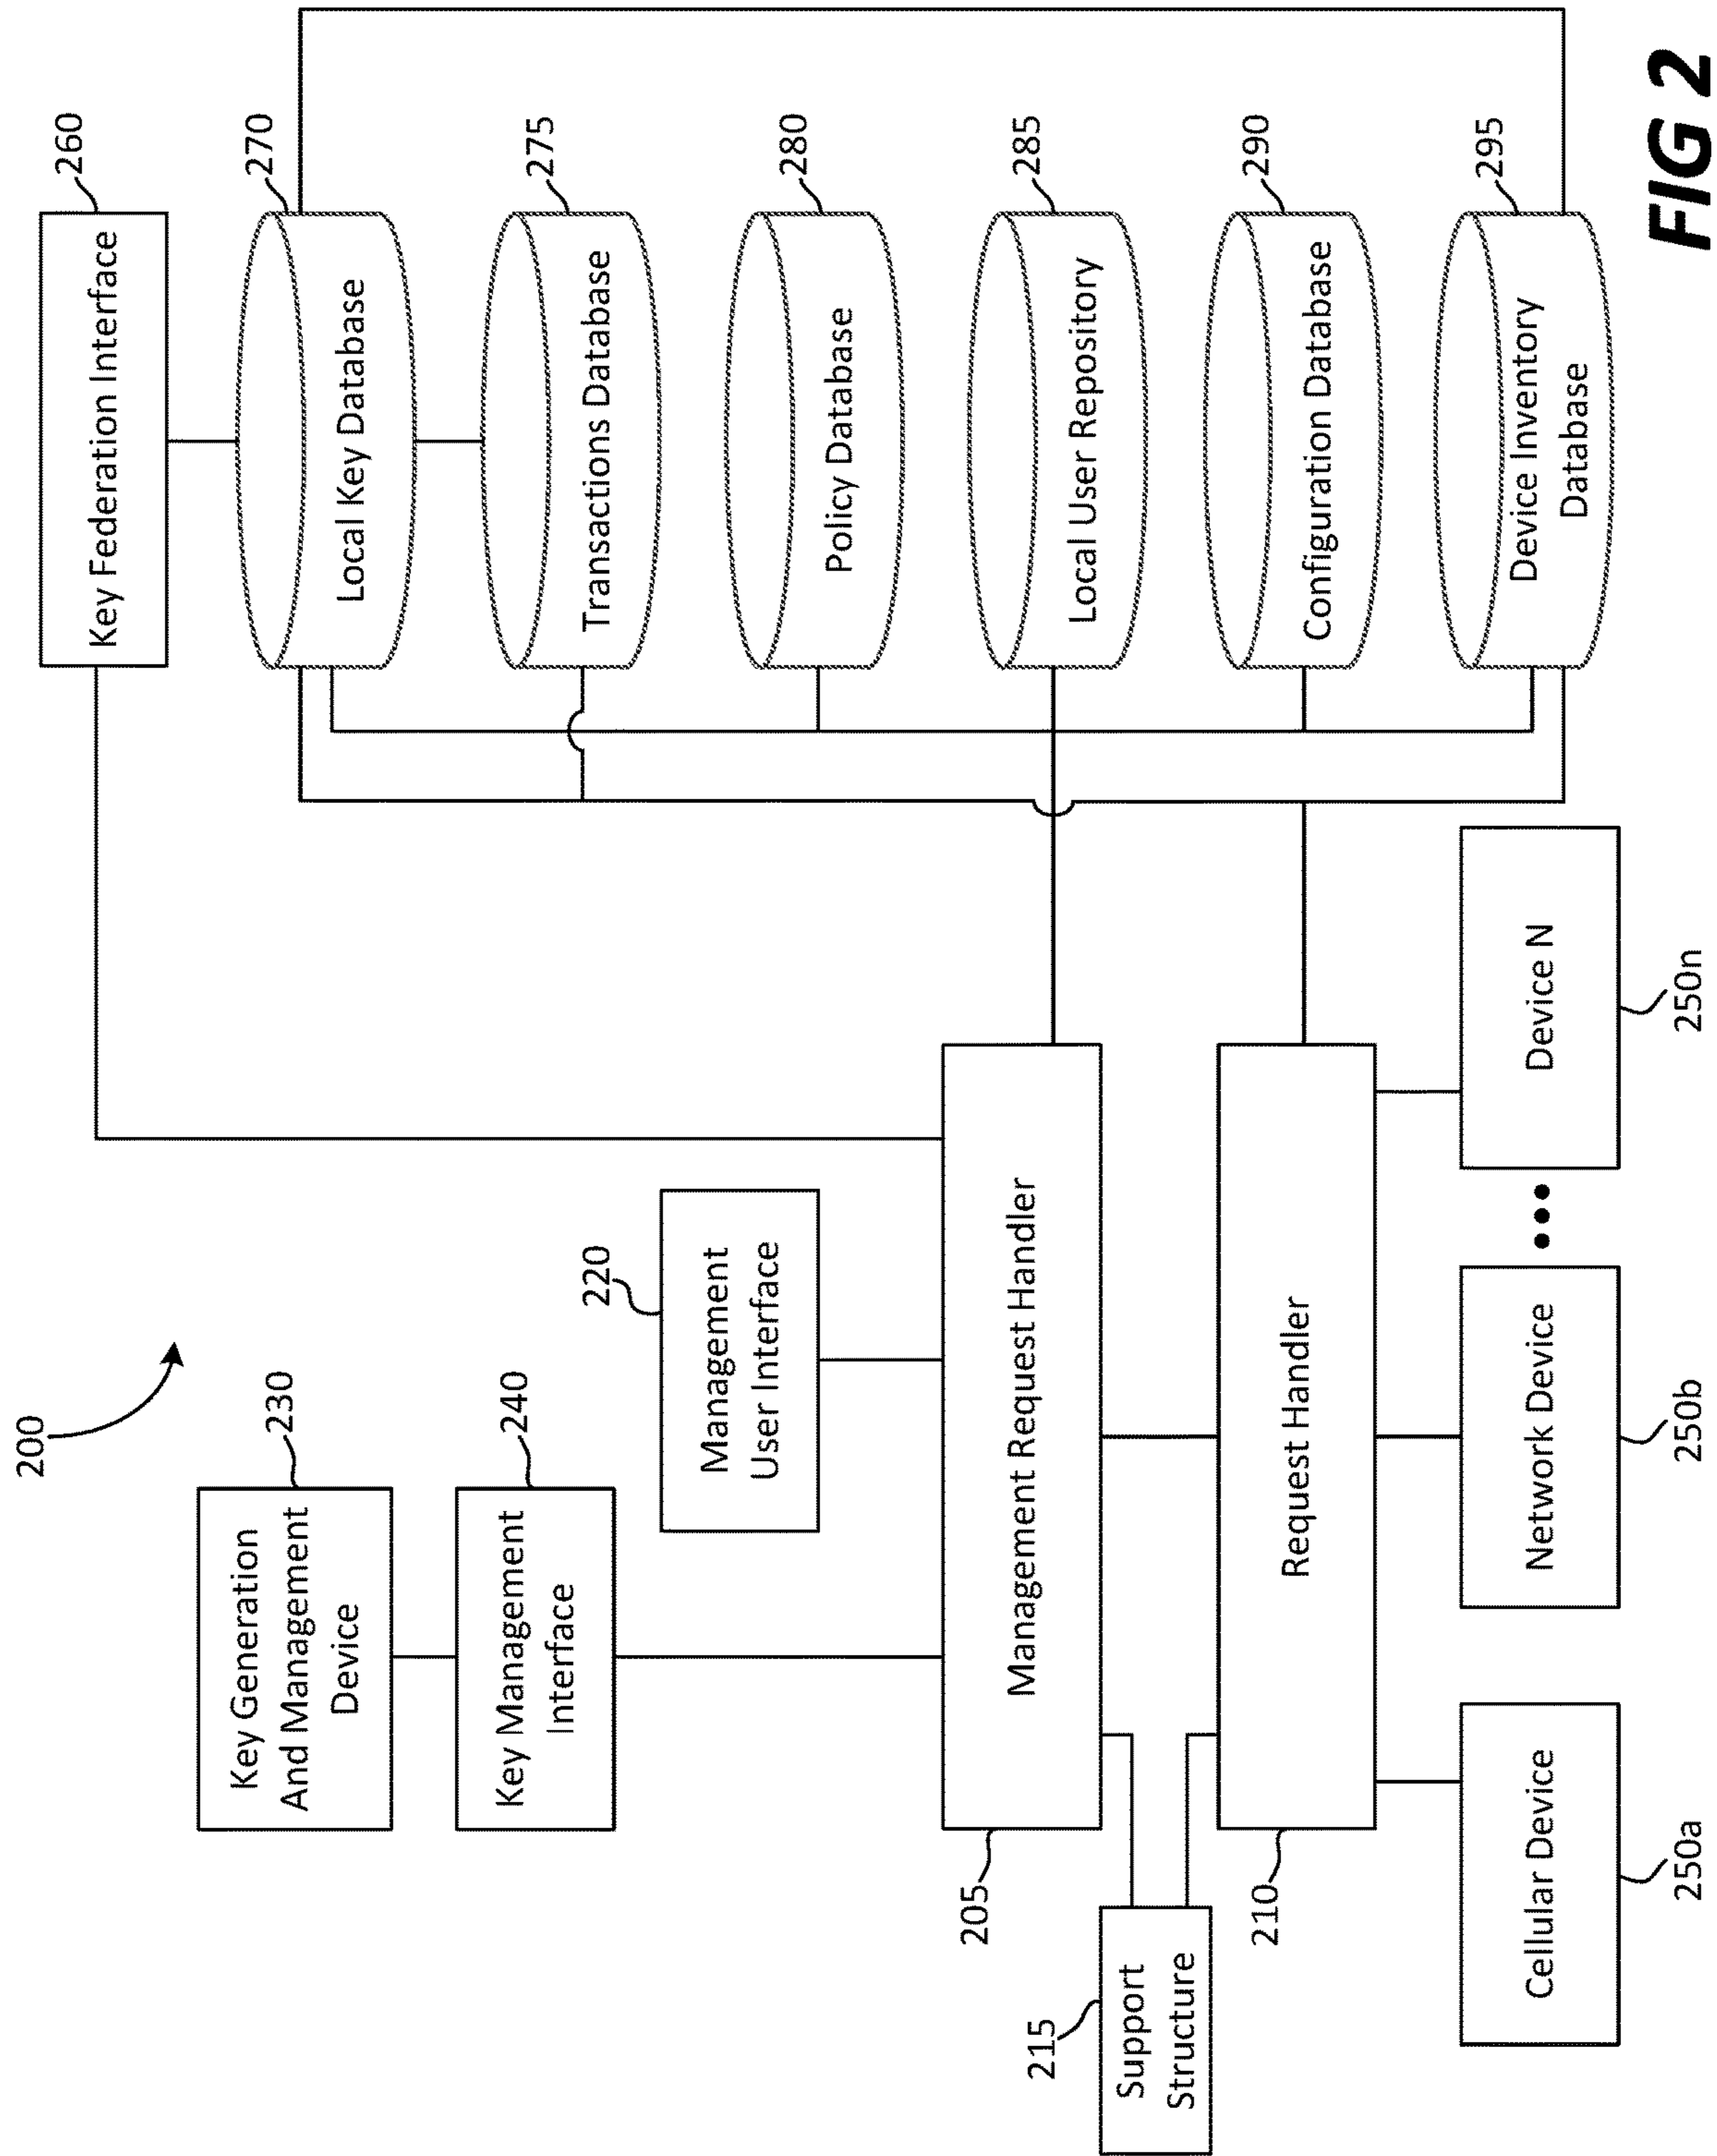 200
Key Generation
And Management
Device
230
Key Management
Interface
240
Management
User Interface
220
Key Federation Interface
260
Local Key Database
270
Transactions Database
275
Policy Database
280
Local User Repository
285
Configuration Database
290
Device Inventory
Database
295
Management Request Handler
205
Request Handler
210
Support
Structure
215
Cellular Device
250a
Network Device
250b
•••
Device N
250n
FIG 2